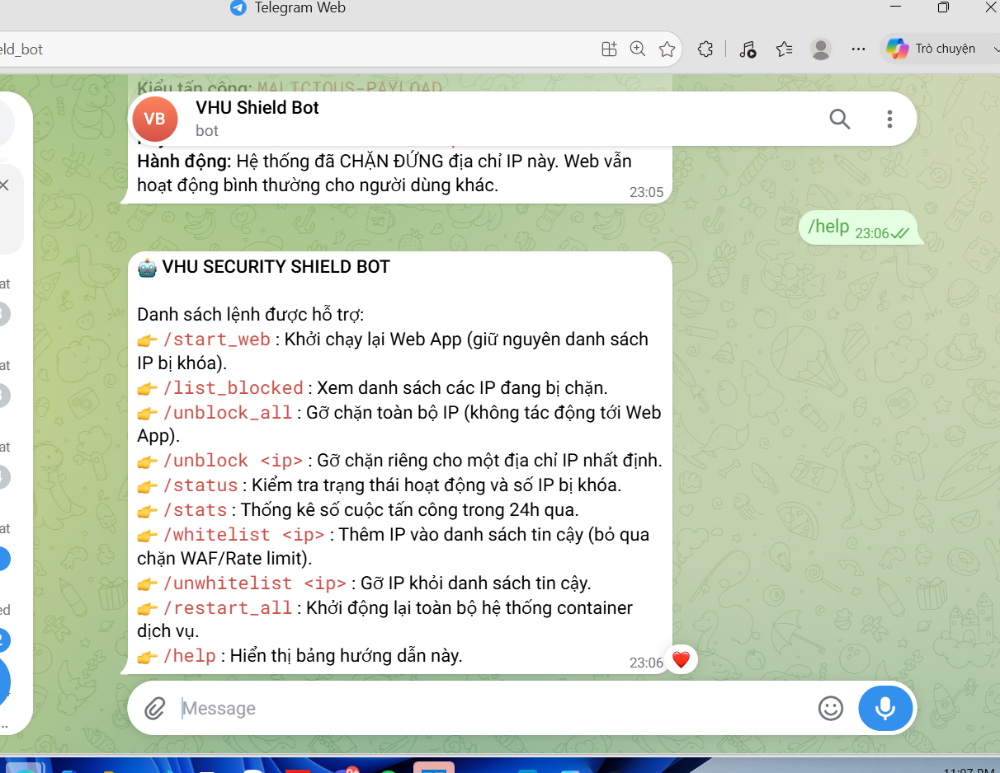 Telegram Web
eld_bot
Trò chuyện
Kiểu tấn công: MALICIOUS-PAYLOAD
VB
VHU Shield Bot
bot
Hành động: Hệ thống đã CHẶN ĐỨNG địa chỉ IP này. Web vẫn
hoạt động bình thường cho người dùng khác.
23:05
/help 23:06
🤖 VHU SECURITY SHIELD BOT
Danh sách lệnh được hỗ trợ:
👉 /start_web : Khởi chạy lại Web App (giữ nguyên danh sách
IP bị khóa).
👉 /list_blocked : Xem danh sách các IP đang bị chặn.
👉 /unblock_all : Gỡ chặn toàn bộ IP (không tác động tới Web
App).
👉 /unblock <ip> : Gỡ chặn riêng cho một địa chỉ IP nhất định.
👉 /status : Kiểm tra trạng thái hoạt động và số IP bị khóa.
👉 /stats : Thống kê số cuộc tấn công trong 24h qua.
👉 /whitelist <ip> : Thêm IP vào danh sách tin cậy (bỏ qua
chặn WAF/Rate limit).
👉 /unwhitelist <ip> : Gỡ IP khỏi danh sách tin cậy.
👉 /restart_all : Khởi động lại toàn bộ hệ thống container
dịch vụ.
👉 /help : Hiển thị bảng hướng dẫn này.
23:06 ❤️
Message
at
at
at
at
ed
11:07 PM